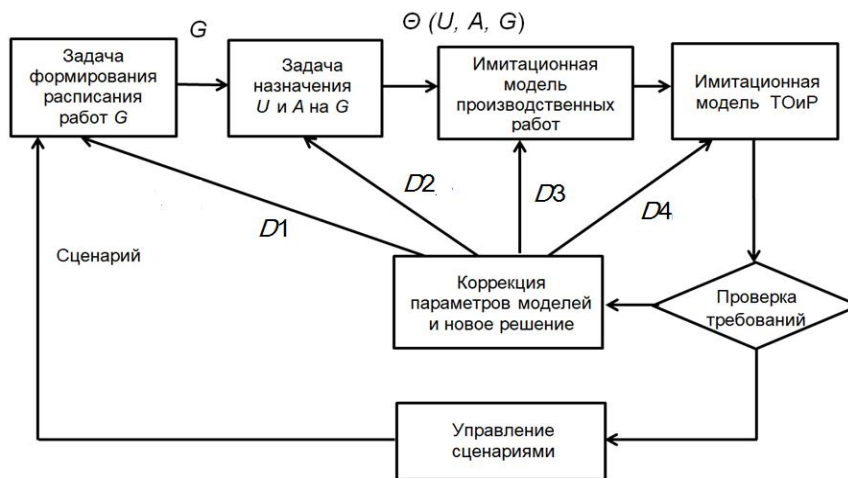 G
Θ (U, A, G)
Задача
формирования
расписания
работ G
Задача
назначения
U и A на G
Имитационная
модель
производственных
работ
Имитационная
модель ТОиР
D1
D2
D3
D4
Сценарий
Коррекция
параметров моделей
и новое решение
Проверка
требований
Управление
сценариями